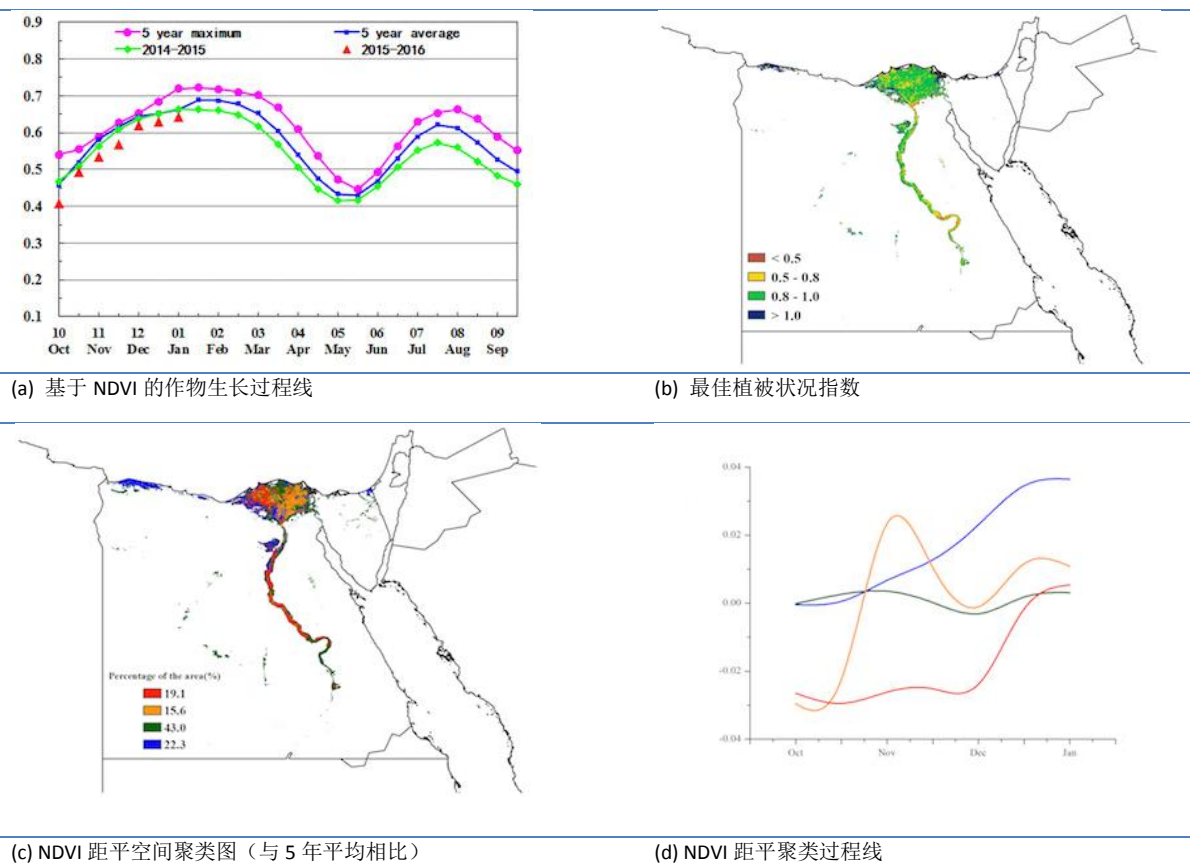 0.9
0.8
0.7
0.6
0.5
0.4
0.3
0.2
0.1
5 year maximum
5 year average
2014-2015
2015-2016
10 11 12 01 02 03 04 05 06 07 08 09
Oct Nov Dec Jan Feb Mar Apr May Jun Jul Aug Sep
< 0.5
0.5 - 0.8
0.8 - 1.0
> 1.0
(a) 基于 NDVI 的作物生长过程线
(b) 最佳植被状况指数
Percentage of the area(%)
19.1
15.6
43.0
22.3
0.04
0.02
0.00
-0.02
-0.04
Oct Nov Dec Jan
(c) NDVI 距平空间聚类图（与 5 年平均相比）
(d) NDVI 距平聚类过程线